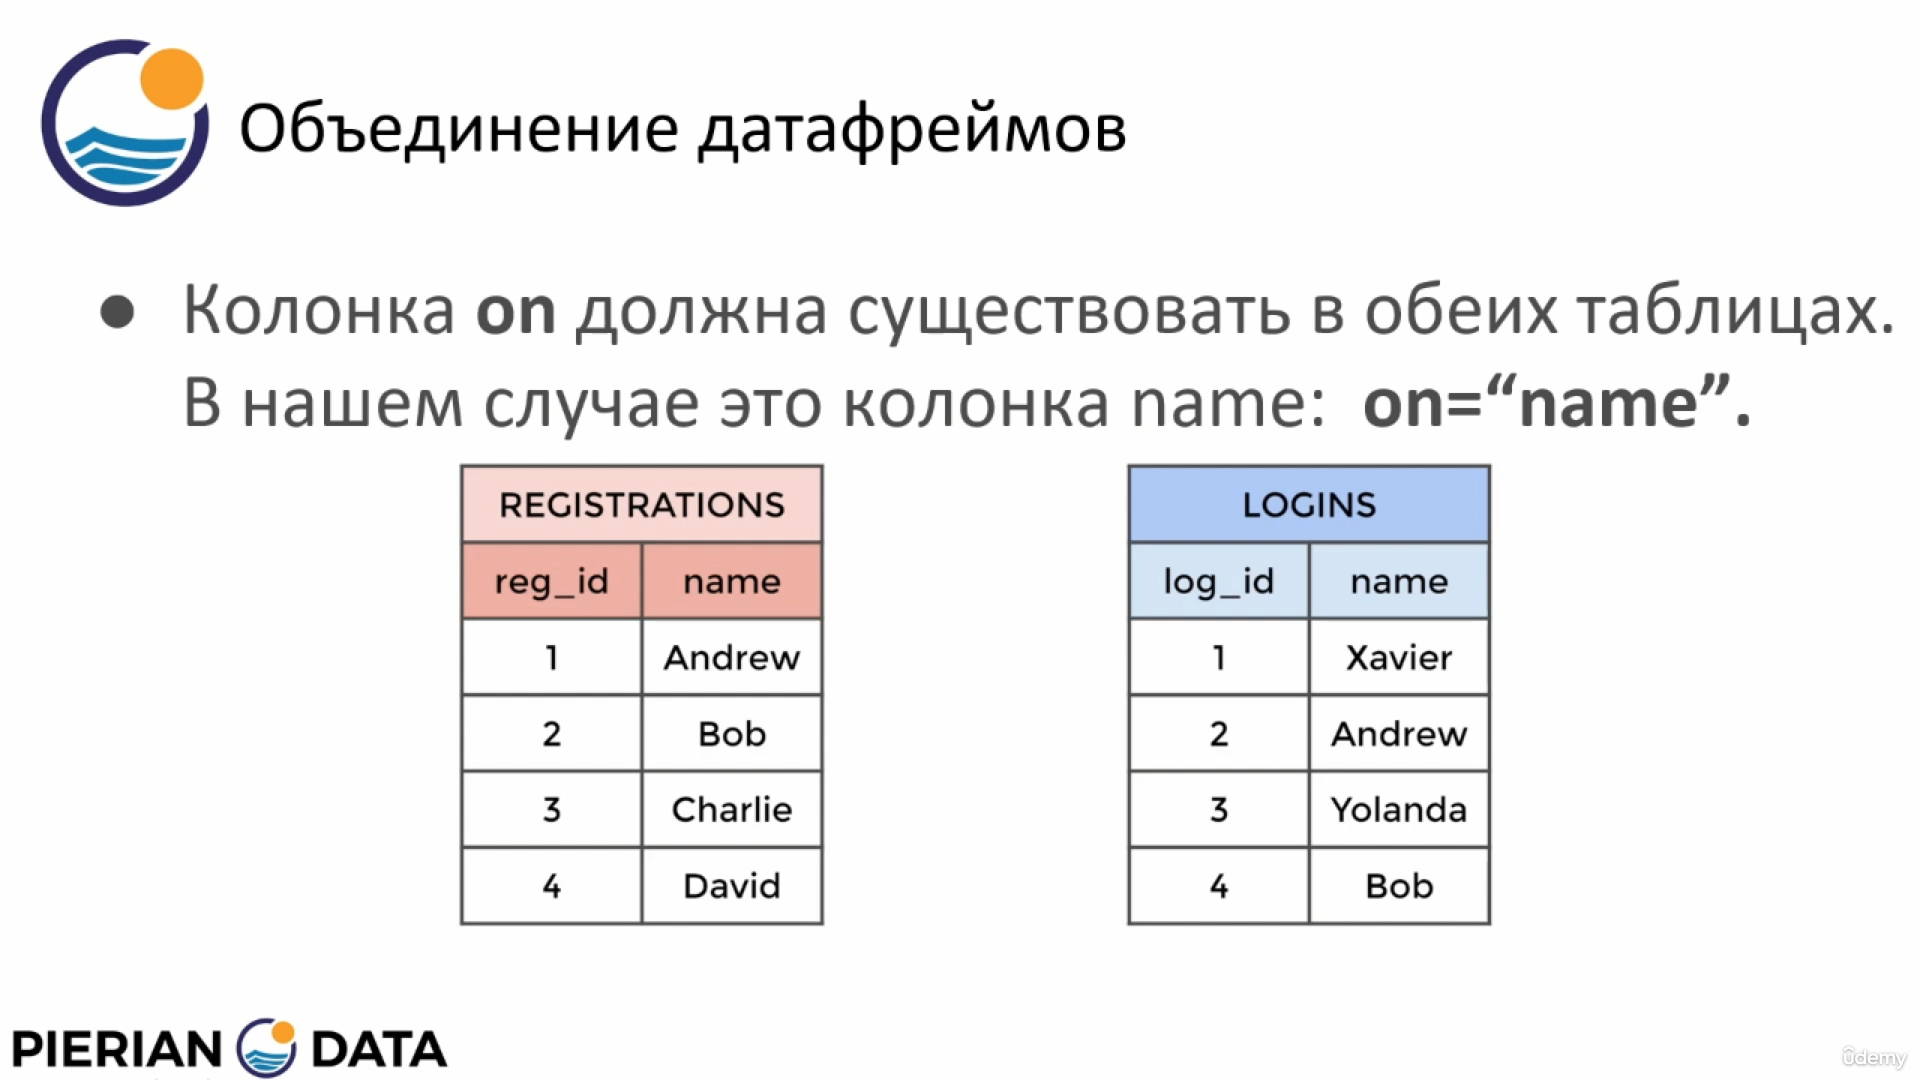 Объединение датафреймов
● Колонка on должна существовать в обеих таблицах.
В нашем случае это колонка name: on=“name”.
REGISTRATIONS
reg_id name
1 Andrew
2 Bob
3 Charlie
4 David
LOGINS
log_id name
1 Xavier
2 Andrew
3 Yolanda
4 Bob
PIERIAN DATA
ûdemy